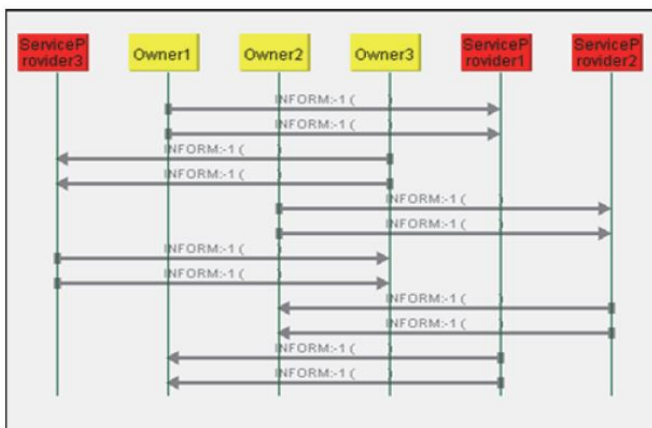 ServiceP
rovider3
Owner1
Owner2
Owner3
ServiceP
rovider1
ServiceP
rovider2
INFORM:-1 ( )
INFORM:-1 ( )
INFORM:-1 ( )
INFORM:-1 ( )
INFORM:-1 ( )
INFORM:-1 ( )
INFORM:-1 ( )
INFORM:-1 ( )
INFORM:-1 ( )
INFORM:-1 ( )
INFORM:-1 ( )
INFORM:-1 ( )